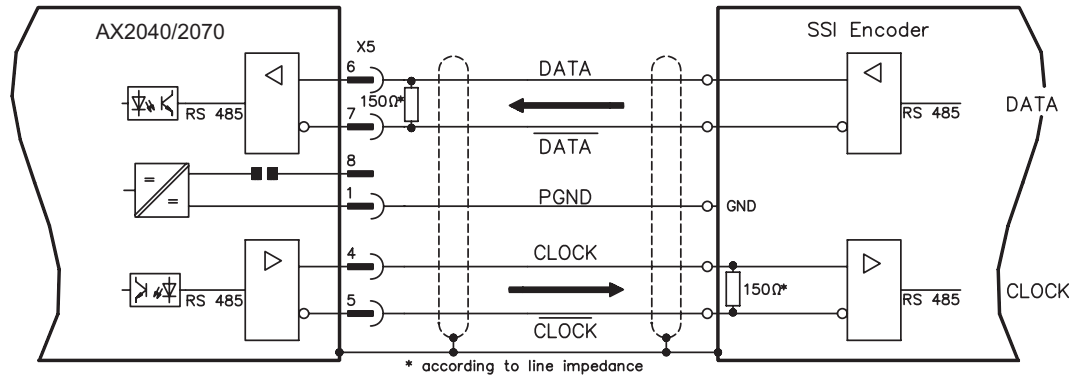 AX2040/2070
SSI Encoder
X5
6
DATA
150Ω*
RS 485
RS 485
DATA
7
DATA
8
=
=
1
PGND
GND
4
CLOCK
150Ω*
RS 485
RS 485
CLOCK
5
CLOCK
* according to line impedance